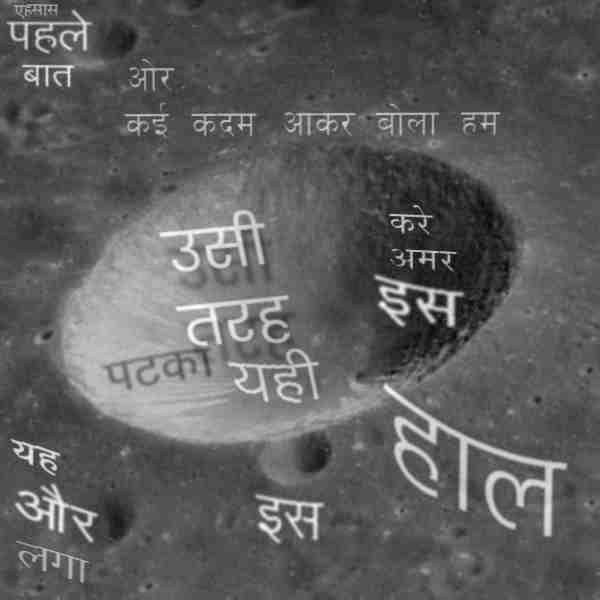 एहसास
पहले
बात
ओर
कई कदम आकर बोला हम
उसी
तरह
पटका
यही
करे
अमर
इस
हाल
यह
और
लगा
इस